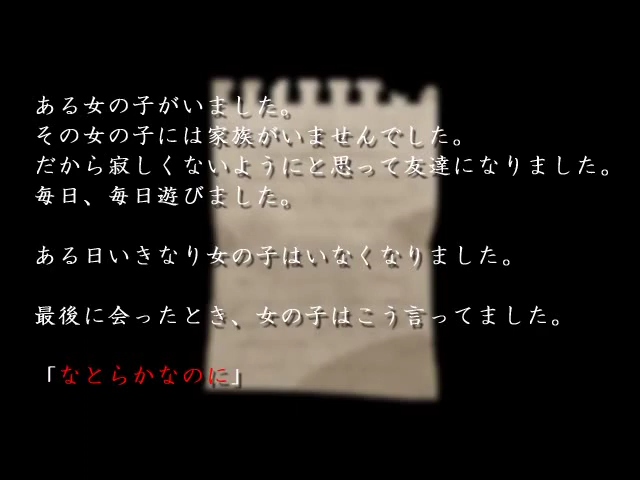 ある女の子がいました。
その女の子には家族がいませんでした。
だから寂しくないようにと思って友達になりました。
毎日、毎日遊びました。
ある日いきなり女の子はいなくなりました。
最後に会ったとき、女の子はこう言ってました。
「なとらかなのに」